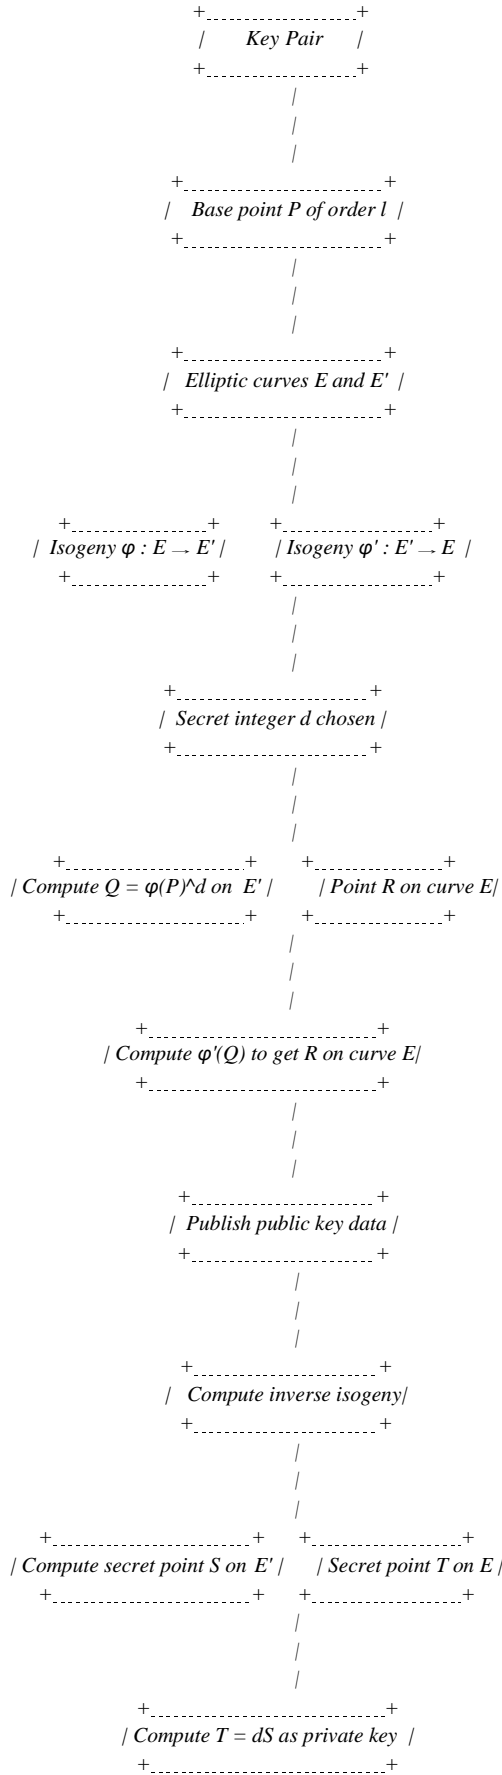 Key Pair
Base point P of order l
Elliptic curves E and E'
Isogeny φ : E → E' Isogeny φ' : E' → E
Secret integer d chosen
Compute Q = φ(P)^d on E' Point R on curve E
Compute φ'(Q) to get R on curve E
Publish public key data
Compute inverse isogeny
Compute secret point S on E' Secret point T on E
Compute T = dS as private key